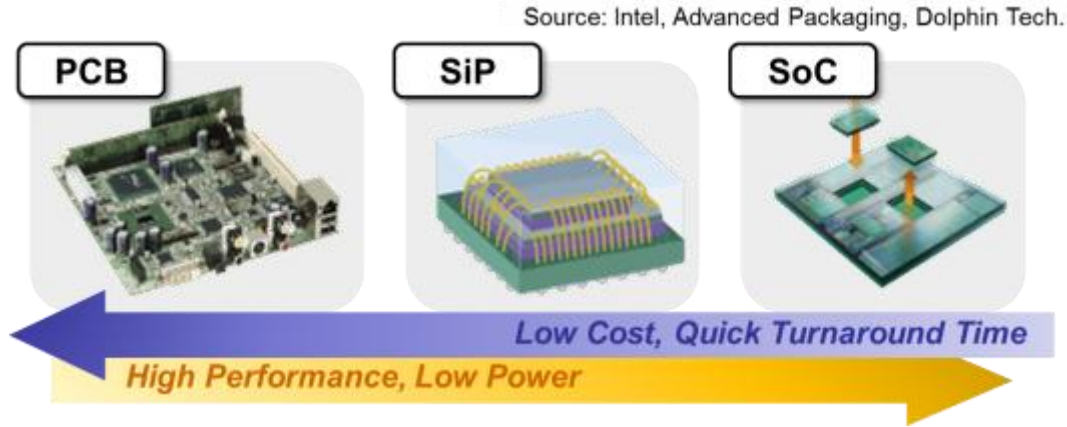 Source: Intel, Advanced Packaging, Dolphin Tech.
PCB
SiP
SoC
Low Cost, Quick Turnaround Time
High Performance, Low Power